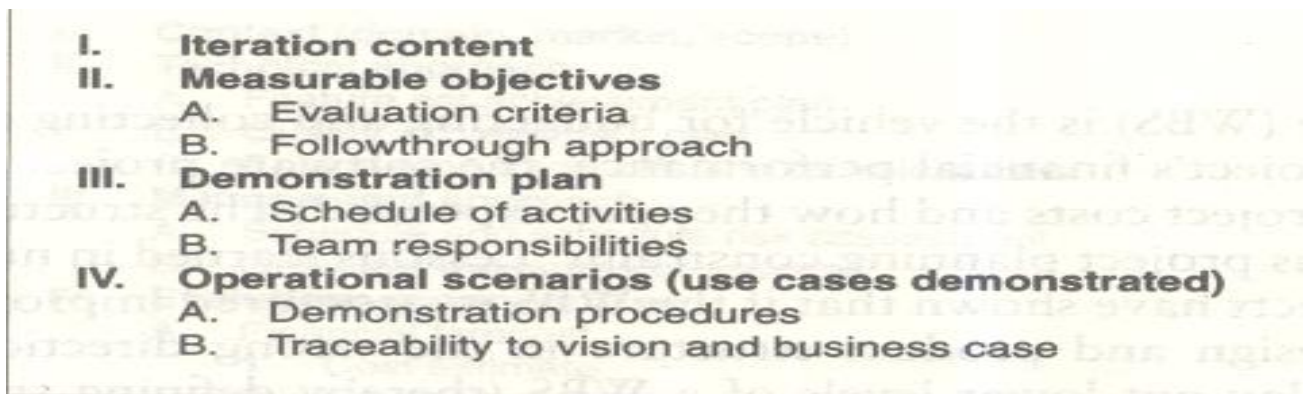 I. Iteration content
II. Measurable objectives
A. Evaluation criteria
B. Followthrough approach
III. Demonstration plan
A. Schedule of activities
B. Team responsibilities
IV. Operational scenarios (use cases demonstrated)
A. Demonstration procedures
B. Traceability to vision and business case